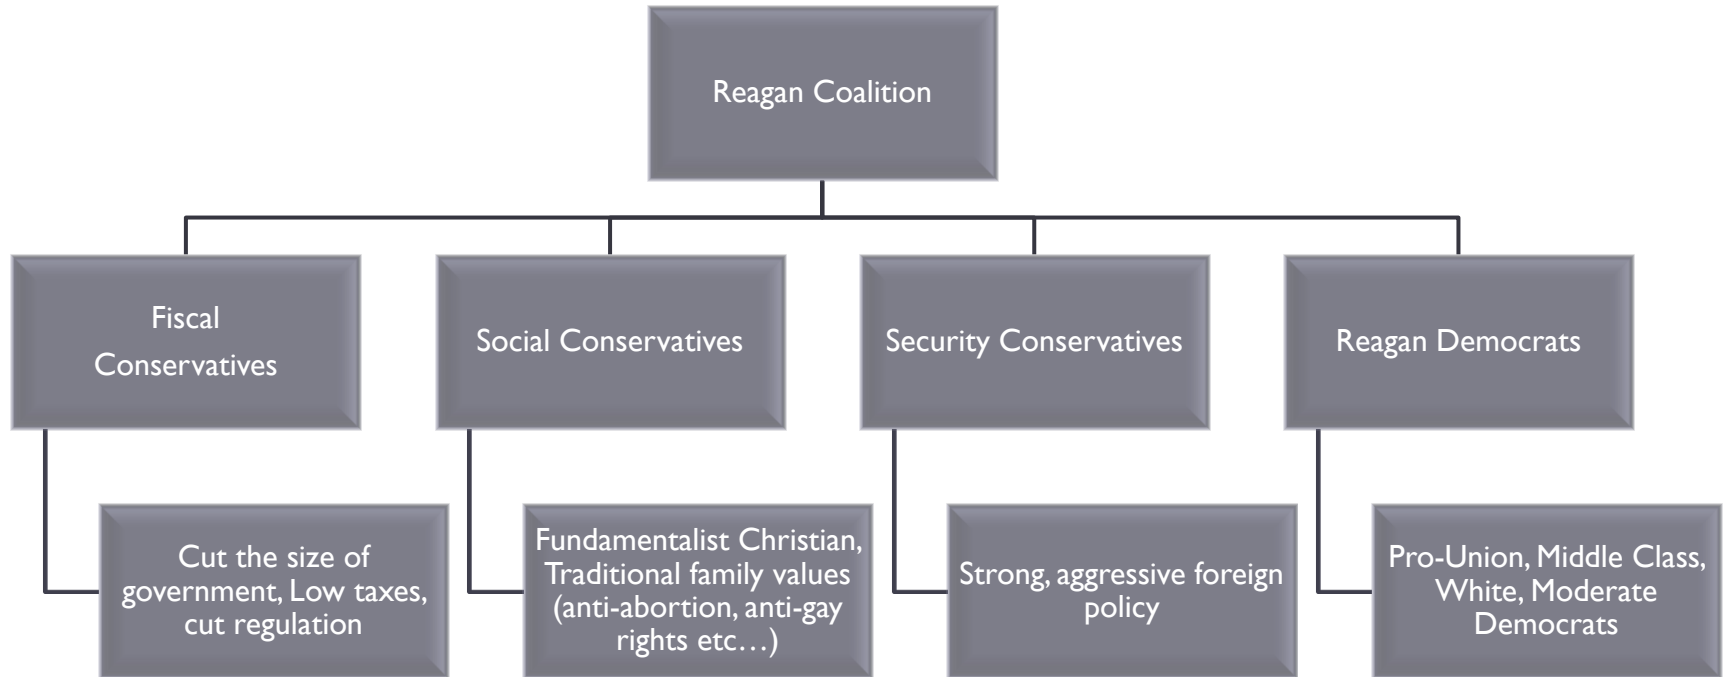 Reagan Coalition
Fiscal
Conservatives
Social Conservatives
Security Conservatives
Reagan Democrats
Cut the size of
government, Low taxes,
cut regulation
Fundamentalist Christian,
Traditional family values
(anti-abortion, anti-gay
rights etc…)
Strong, aggressive foreign
policy
Pro-Union, Middle Class,
White, Moderate
Democrats